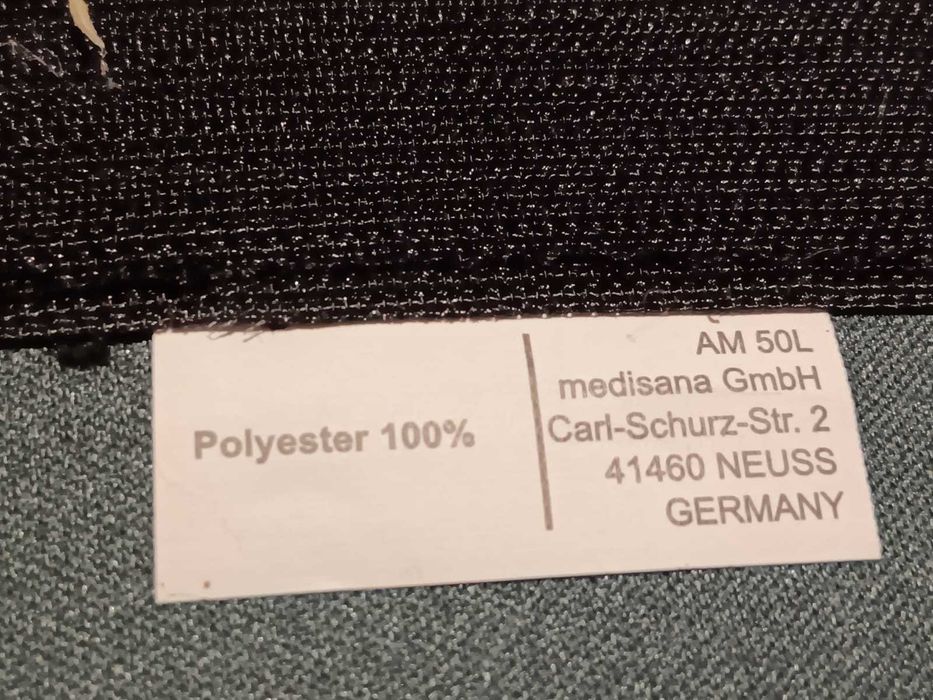 Polyester 100%
AM 50L
medisana GmbH
Carl-Schurz-Str. 2
41460 NEUSS
GERMANY